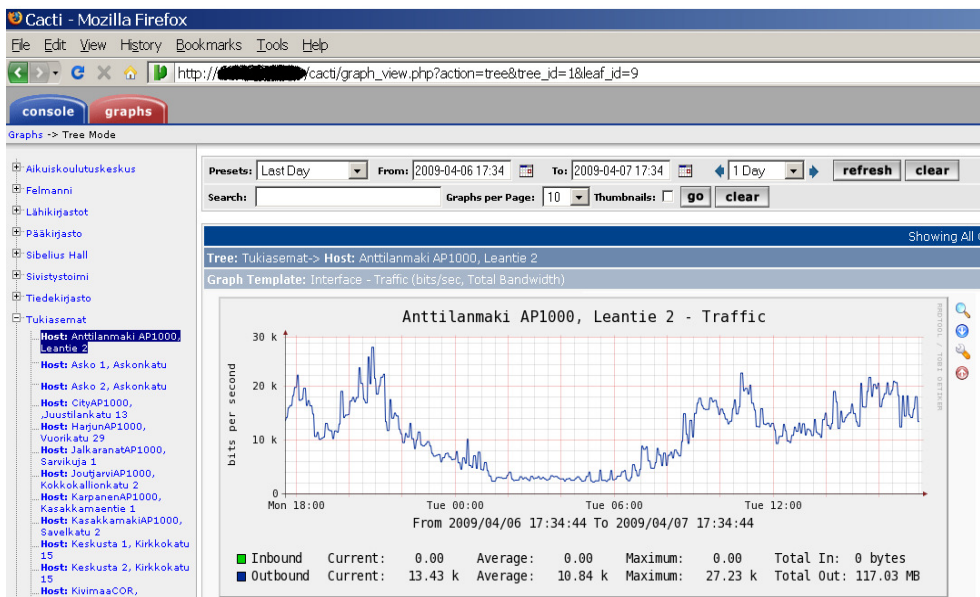 Cacti - Mozilla Firefox
File Edit View History Bookmarks Tools Help
http:// /cacti/graph_view.php?action=tree&tree_id=1&leaf_id=9
console graphs
Graphs -> Tree Mode
Aikuiskoulutuskeskus
Felmanni
Lähikirjastot
Pääkirjasto
Sibelius Hall
Sivistystoimi
Tiedekirjasto
Tukiasemat
Host: Anttilanmaki AP1000,
Leantie 2
Host: Asko 1, Askonkatu
Host: Asko 2, Askonkatu
Host: CityAP1000,
,Juustilankatu 13
Host: HarjunAP1000,
Vuorikatu 29
Host: JalkaranatAP1000,
Sarvikuja 1
Host: JoutjarviAP1000,
Kokkokallionkatu 2
Host: KarpanenAP1000,
Kasakkamaentie 1
Host: KasakkamakiAP1000,
Savelkatu 2
Host: Keskusta 1, Kirkkokatu
15
Host: Keskusta 2, Kirkkokatu
15
Host: KivimaaCOR,
Presets: Last Day From: 2009-04-06 17:34 To: 2009-04-07 17:34 1 Day refresh clear
Search: Graphs per Page: 10 Thumbnails: go clear
Showing All
Tree: Tukiasemat-> Host: Anttilanmaki AP1000, Leantie 2
Graph Template: Interface - Traffic (bits/sec, Total Bandwidth)
Anttilanmaki AP1000, Leantie 2 - Traffic
bits per second
30 k
20 k
10 k
0
Mon 18:00 Tue 00:00 Tue 06:00 Tue 12:00
From 2009/04/06 17:34:44 To 2009/04/07 17:34:44
Inbound Current: 0.00 Average: 0.00 Maximum: 0.00 Total In: 0 bytes
Outbound Current: 13.43 k Average: 10.84 k Maximum: 27.23 k Total Out: 117.03 MB
RRDTOOL / TOBI OETIKER